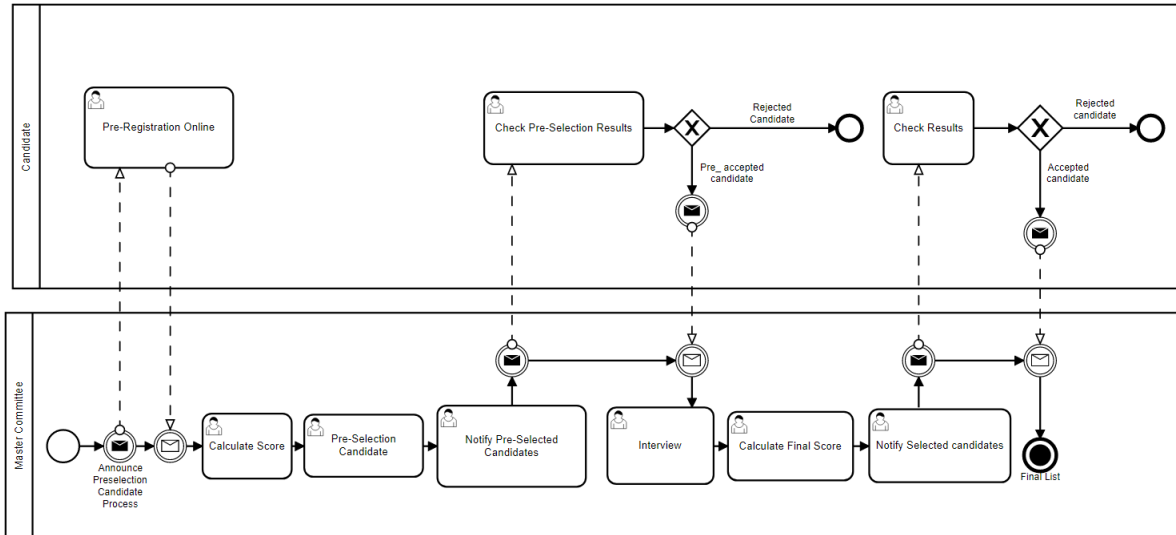 Candidate
Pre-Registration Online
Check Pre-Selection Results
Rejected
Candidate
Pre_ accepted
candidate
Check Results
Rejected
candidate
Accepted
candidate
Master Committee
Announce
Preselection
Candidate
Process
Calculate Score
Pre-Selection
Candidate
Notify Pre-Selected
Candidates
Interview
Calculate Final Score
Notify Selected candidates
Final List